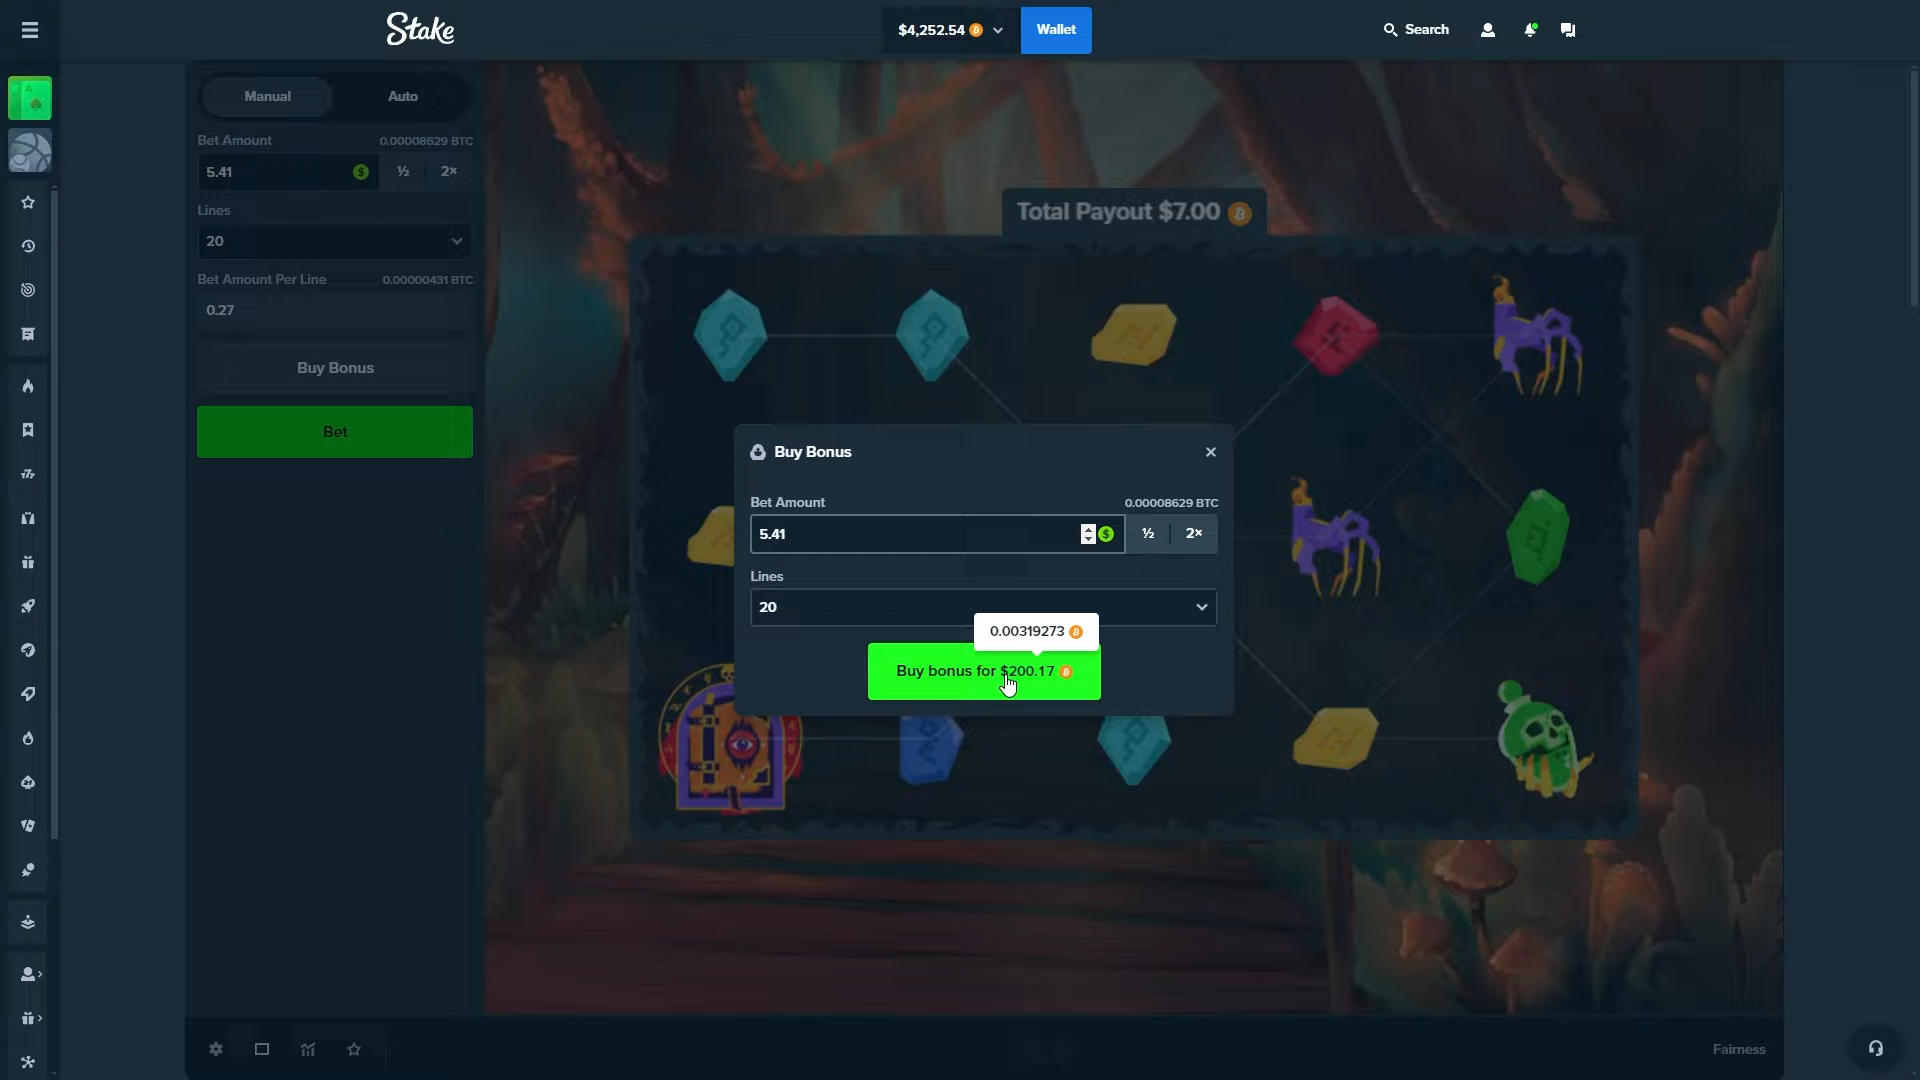 Stake
$4,252.54
Wallet
Search
Manual
Auto
Bet Amount
0.00008629 BTC
5.41
½
2×
Lines
20
Bet Amount Per Line
0.00000431 BTC
0.27
Buy Bonus
Bet
Total Payout $7.00
Buy Bonus
Bet Amount
0.00008629 BTC
5.41
½
2×
Lines
20
0.00319273
Buy bonus for $200.17
Fairness